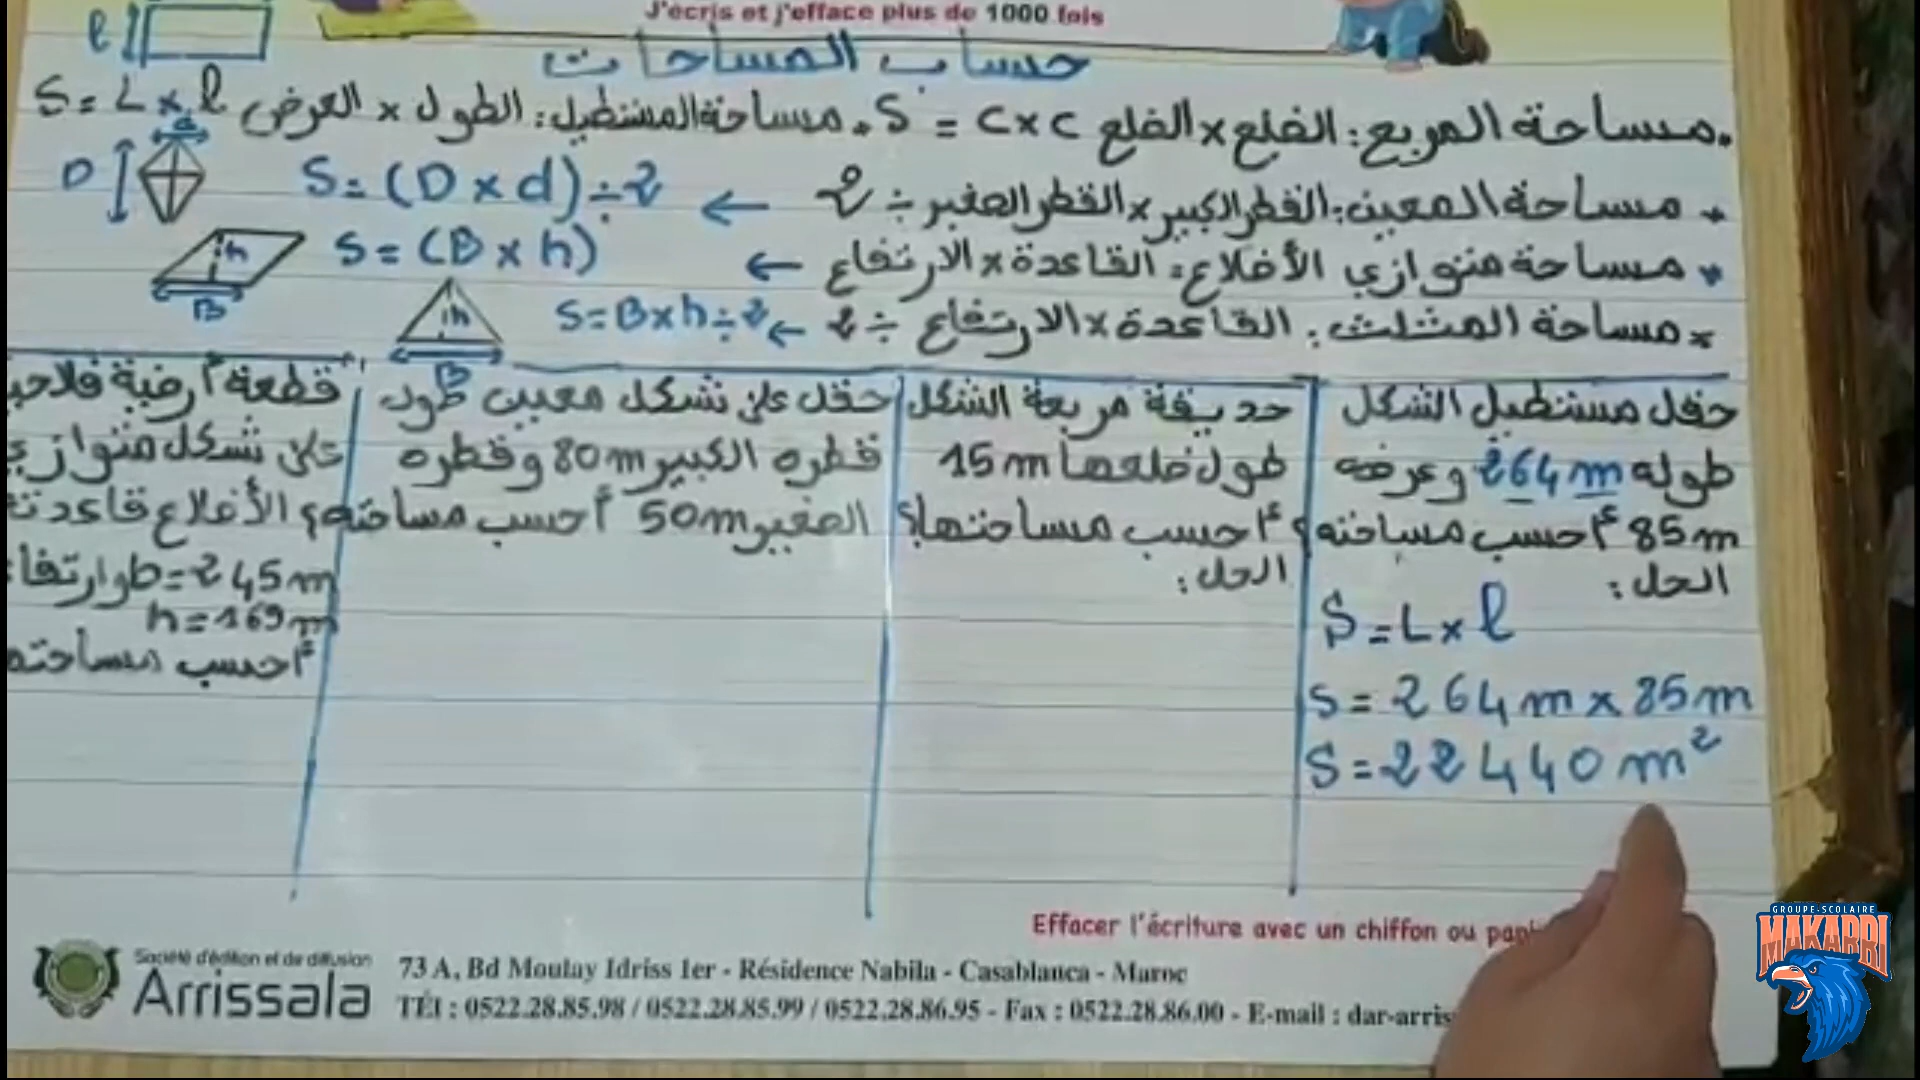 J'écris et j'efface plus de 1000 fois
l
حساب المساحات
• مساحة المربع: الضلع × الضلع S = C x C • مساحة المستطيل: الطول × العرض S = L x l
* مساحة المعين: القطر الكبير × القطر الصغير ÷ 2 ← S = (D x d) ÷ 2
D
d
* مساحة متوازي الأضلاع: القاعدة × الارتفاع ← S = (B x h)
h
B
* مساحة المثلث: القاعدة × الارتفاع ÷ 2 ← S = B x h ÷ 2
h
B
حقل مستطيل الشكل
طوله 264 m وعرضه
85 m أحسب مساحته؟
الحل:
S = L x l
S = 264 m x 85 m
S = 22440 m²
حديقة مربعة الشكل
طول ضلعها 15 m
أحسب مساحتها؟
الحل:
حقل على شكل معين طول
قطره الكبير 80 m وقطره
الصغير 50 m أحسب مساحته؟
قطعة أرضية
على شكل متوازي
الأضلاع
245 m =
h = 169 m
أحسب
Effacer l'écriture avec un chiffon ou
Société d'édition et de diffusion
Arrissala
73 A, Bd Moulay Idriss 1er - Résidence Nabila - Casablanca - Maroc
TÉl : 0522.28.85.98 / 0522.28.85.99 / 0522.28.86.95 - Fax : 0522.28.86.00 - E-mail : dar-arris
GROUPE-SCOLAIRE
MAKARRI